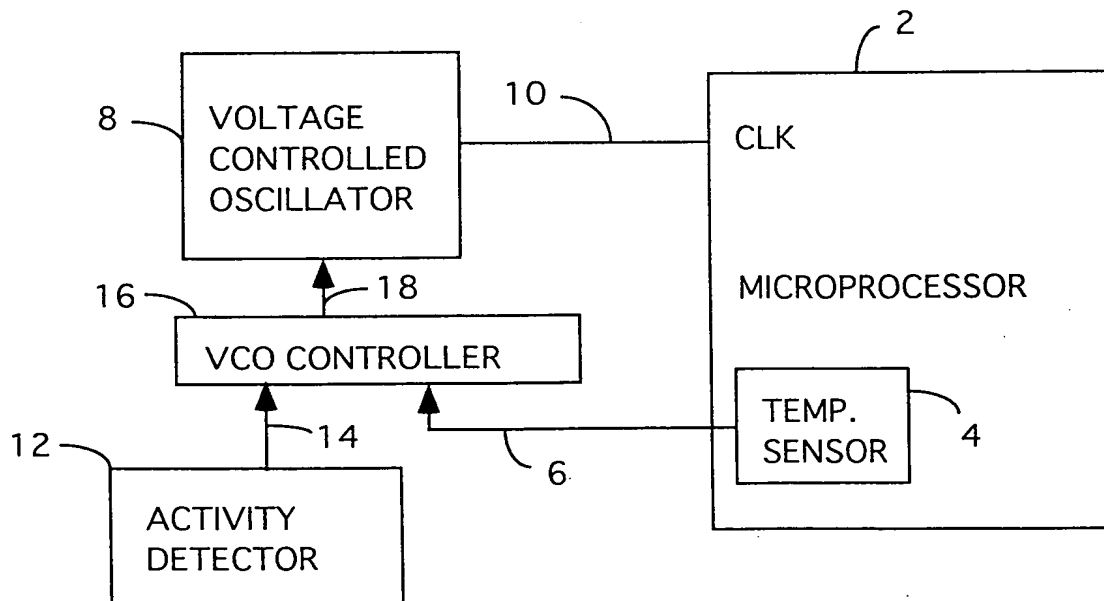 2
8
VOLTAGE
CONTROLLED
OSCILLATOR
10
CLK
16
18
MICROPROCESSOR
VCO CONTROLLER
TEMP.
SENSOR
4
12
14
6
ACTIVITY
DETECTOR